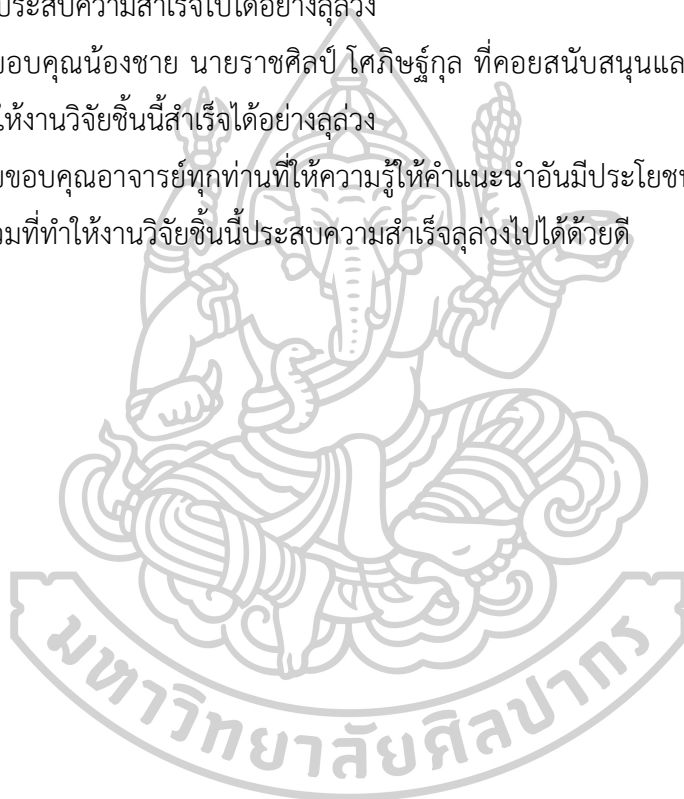 ประสบความสำเร็จไปได้อย่างลุล่วง
ขอบคุณน้องชาย นายราชศิลป์ โศภิษฐ์กุล ที่คอยสนับสนุนแล
ให้งานวิจัยชิ้นนี้สำเร็จได้อย่างลุล่วง
ขอบคุณอาจารย์ทุกท่านที่ให้ความรู้ให้คำแนะนำอันมีประโยชน
ที่ทำให้งานวิจัยชิ้นนี้ประสบความสำเร็จลุล่วงไปได้ด้วยดี
มหาวิทยาลัยศิลปากร